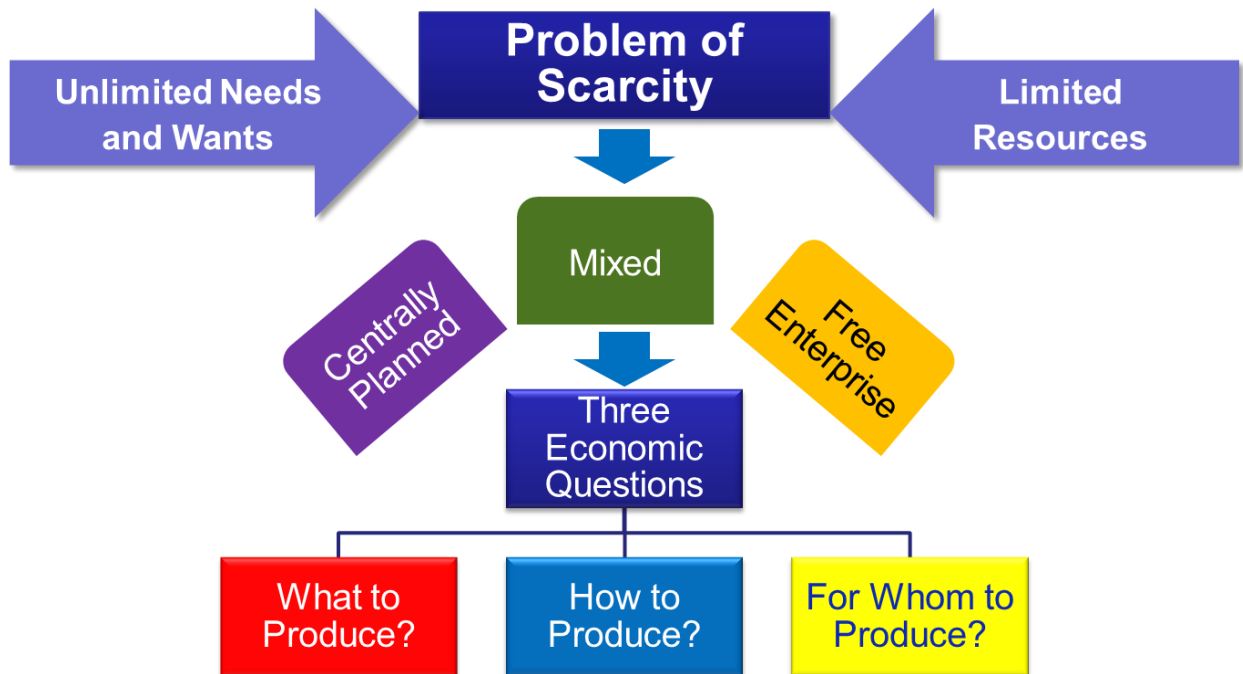 Problem of
Scarcity
Unlimited Needs
and Wants
Limited
Resources
Mixed
Centrally
Planned
Free
Enterprise
Three
Economic
Questions
What to
Produce?
How to
Produce?
For Whom to
Produce?